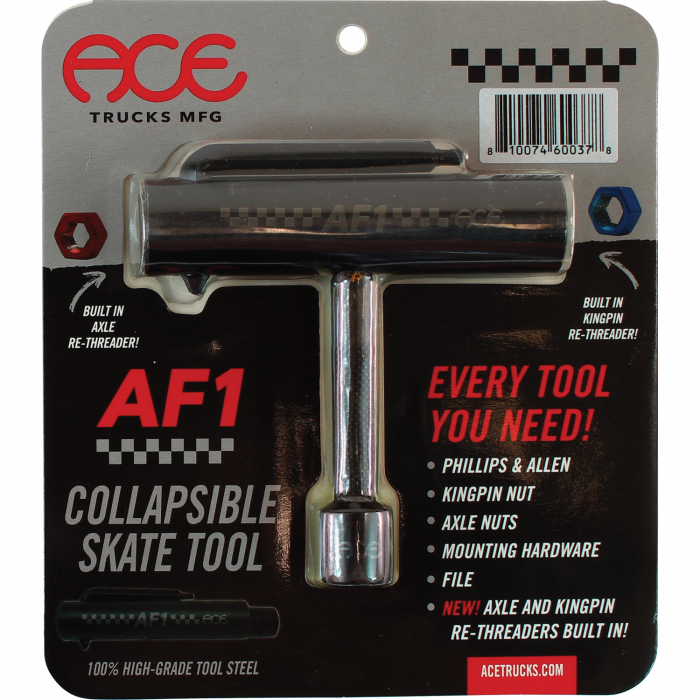 ACE
TRUCKS MFG
8 10074 60037 8
AF1 ACE
BUILT IN
AXLE
RE-THREADER!
BUILT IN
KINGPIN
RE-THREADER!
AF1
COLLAPSIBLE
SKATE TOOL
EVERY TOOL
YOU NEED!
• PHILLIPS & ALLEN
• KINGPIN NUT
• AXLE NUTS
• MOUNTING HARDWARE
• FILE
• NEW! AXLE AND KINGPIN
RE-THREADERS BUILT IN!
ACE
AF1 ACE
100% HIGH-GRADE TOOL STEEL
ACETRUCKS.COM